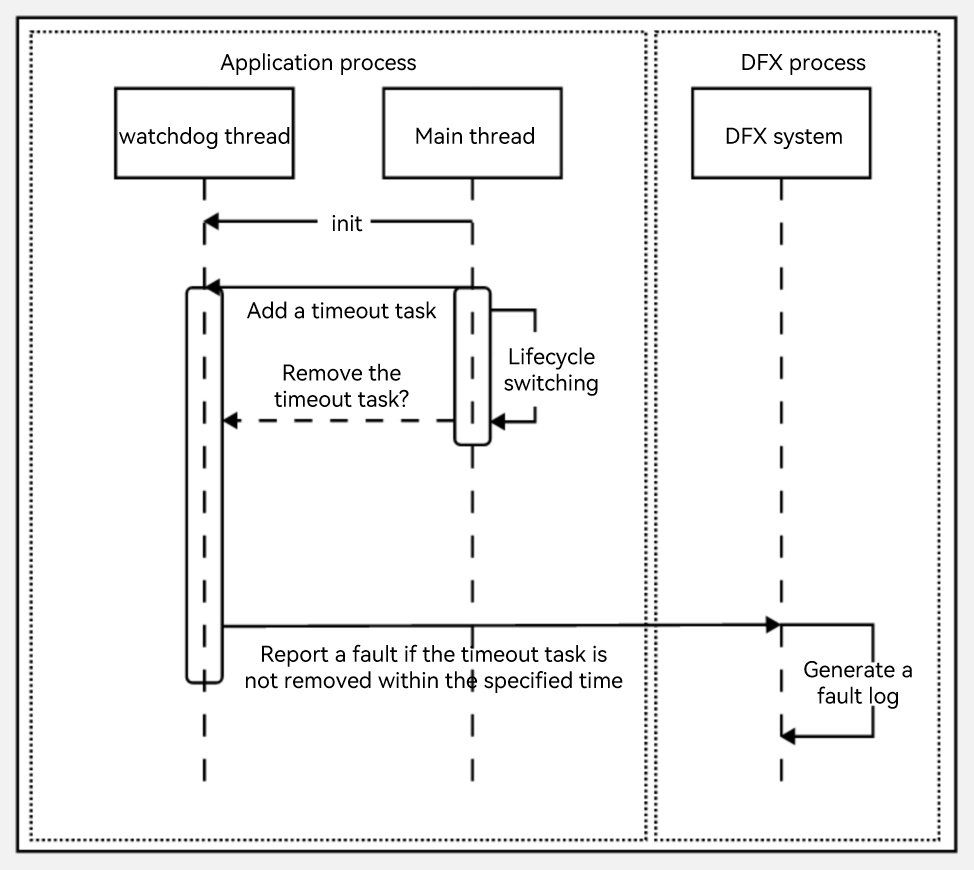 Application process
DFX process
watchdog thread
Main thread
DFX system
init
Add a timeout task
Lifecycle
switching
Remove the
timeout task?
Report a fault if the timeout task is
not removed within the specified time
Generate a
fault log